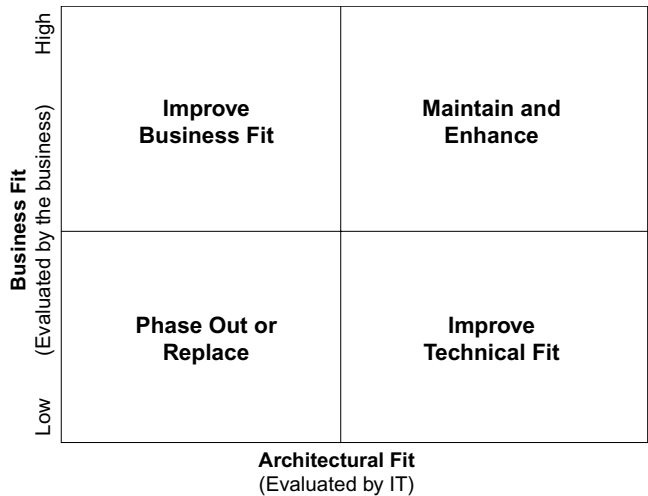 High
Improve
Business Fit
Maintain and
Enhance
Business Fit
(Evaluated by the business)
Phase Out or
Replace
Improve
Technical Fit
Low
Architectural Fit
(Evaluated by IT)